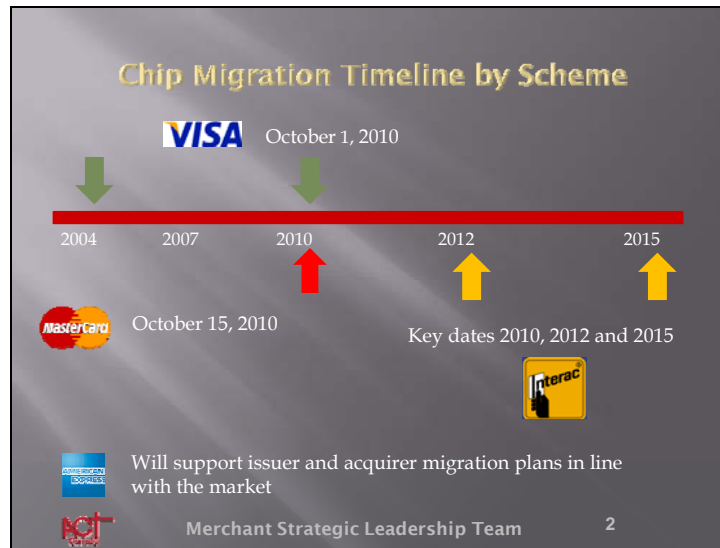 Chip Migration Timeline by Scheme
VISA
October 1, 2010
2004 2007 2010 2012 2015
MasterCard
October 15, 2010
Key dates 2010, 2012 and 2015
Interac®
AMERICAN
EXPRESS
Will support issuer and acquirer migration plans in line
with the market
ACT
Merchant Strategic Leadership Team 2